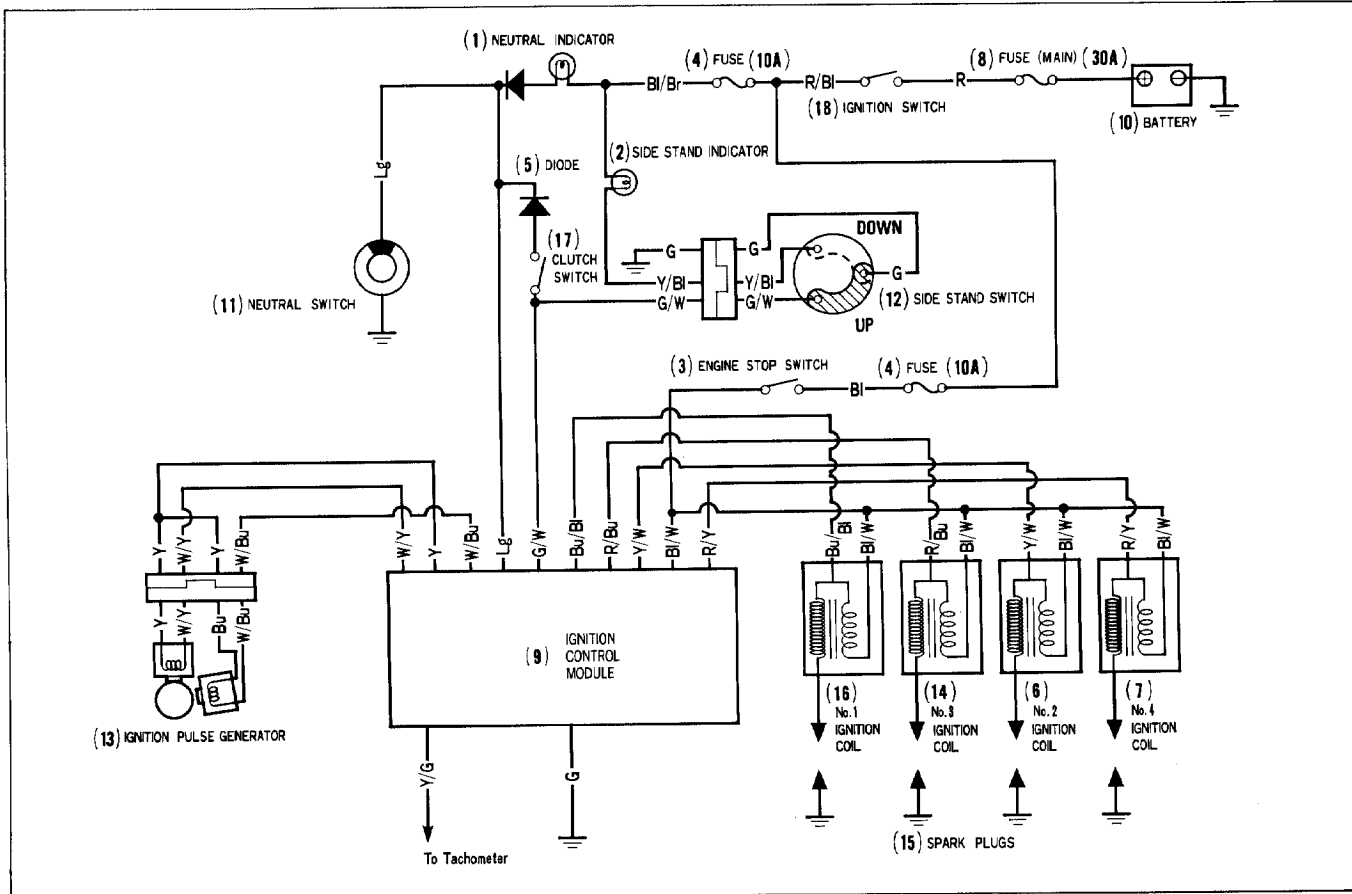 (1) NEUTRAL INDICATOR
(4) FUSE (10A)
(8) FUSE (MAIN) (30A)
Bl/Br
R/Bl
R
(18) IGNITION SWITCH
(10) BATTERY
Lg
(5) DIODE
(2) SIDE STAND INDICATOR
(17)
CLUTCH
SWITCH
DOWN
G
G
G
Y/Bl
Y/Bl
G/W
G/W
(12) SIDE STAND SWITCH
UP
(11) NEUTRAL SWITCH
(3) ENGINE STOP SWITCH
(4) FUSE (10A)
Bl
Y
W/Y
Y
W/Bu
W/Y
Y
W/Bu
Lg
G/W
Bu/Bl
R/Bu
Y/W
Bl/W
R/Y
Bu/Bl
Bl/W
R/Bu
Bl/W
Y/W
Bl/W
R/Y
Bl/W
Y
W/Y
Bu
W/Bu
(13) IGNITION PULSE GENERATOR
(9) IGNITION
CONTROL
MODULE
(16)
No.1
IGNITION
COIL
(14)
No.3
IGNITION
COIL
(6)
No.2
IGNITION
COIL
(7)
No.4
IGNITION
COIL
Y/G
G
To Tachometer
(15) SPARK PLUGS